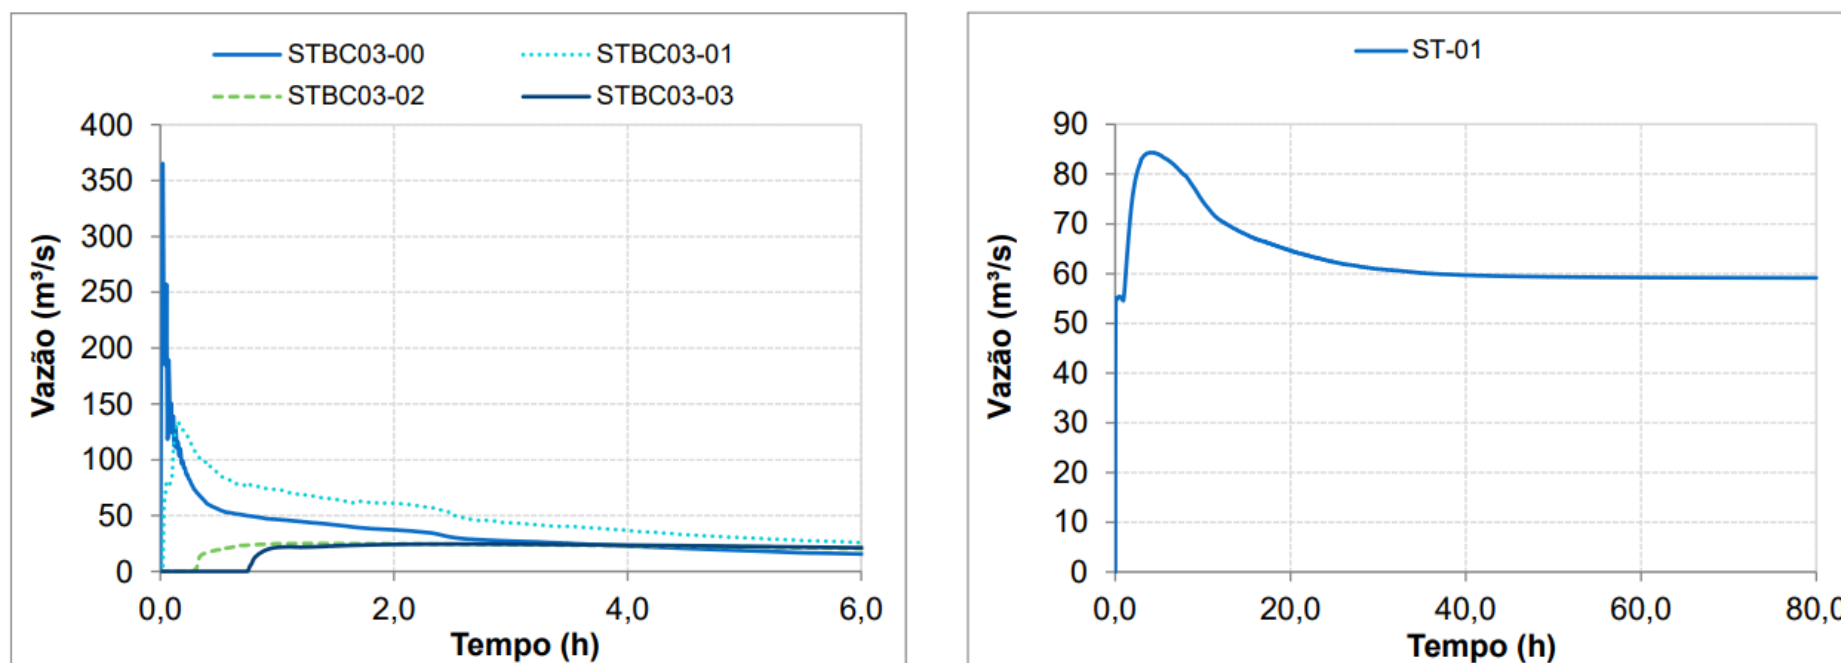 STBC03-00 STBC03-01
STBC03-02 STBC03-03
400
350
300
250
200
150
100
50
0
Vazão (m³/s)
0,0 2,0 4,0 6,0
Tempo (h)
ST-01
90
80
70
60
50
40
30
20
10
0
Vazão (m³/s)
0,0 20,0 40,0 60,0 80,0
Tempo (h)